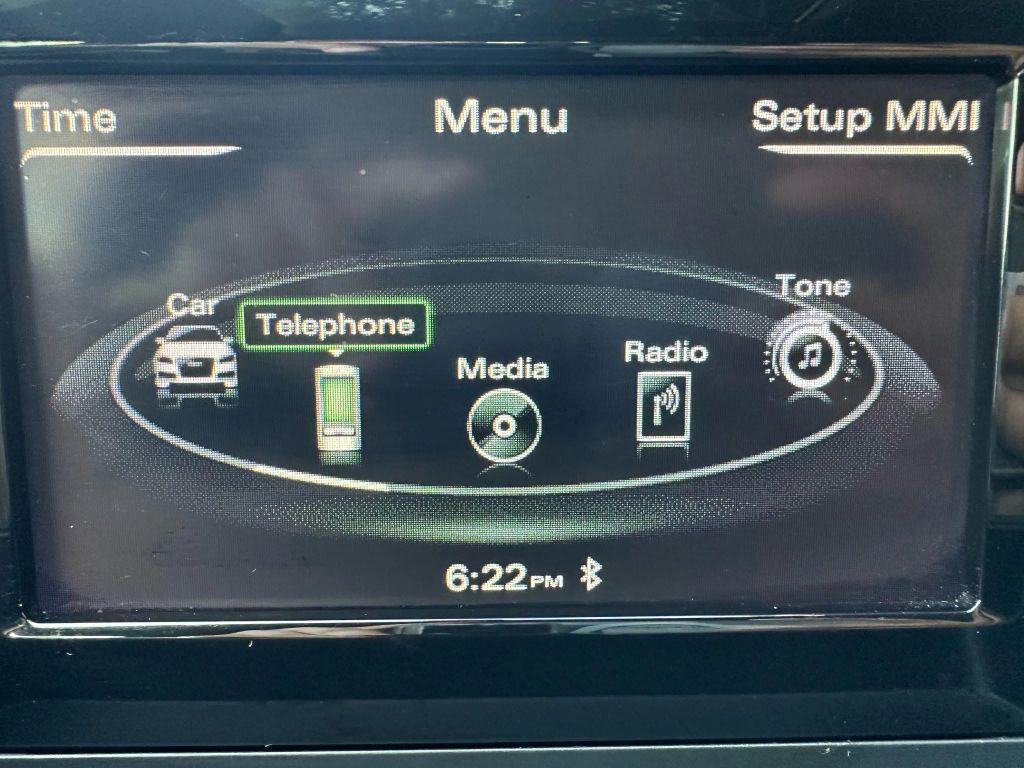 Time
Menu
Setup MMI
Car
Telephone
Media
Radio
Tone
6:22PM